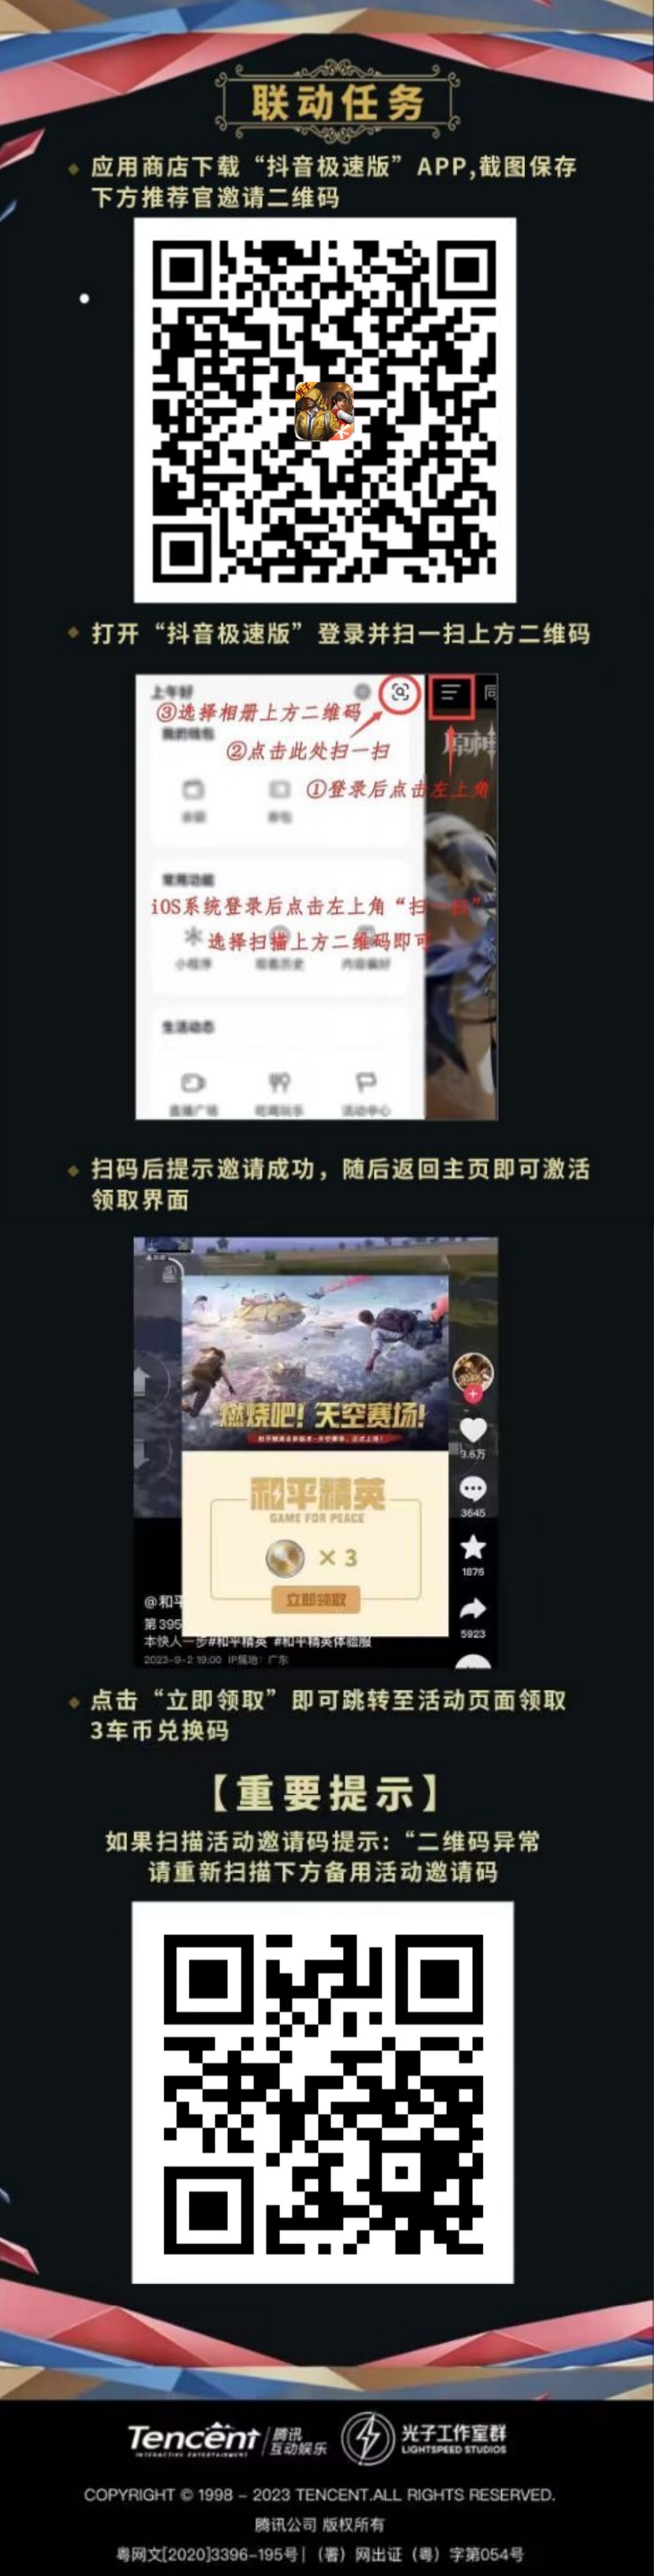 联动任务
应用商店下载“抖音极速版”APP,截图保存
下方推荐官邀请二维码
打开“抖音极速版”登录并扫一扫上方二维码
上午好
③选择相册上方二维码
我的钱包
②点击此处扫一扫
原神
①登录后点击左上角
常用功能
iOS系统登录后点击左上角“扫一扫”
选择扫描上方二维码即可
小程序
观看历史
内容偏好
生活动态
直播广场
吃喝玩乐
活动中心
扫码后提示邀请成功，随后返回主页即可激活
领取界面
燃烧吧！天空赛场!
和平精英
GAME FOR PEACE
× 3
立即领取
3.6万
3645
1876
5923
@和平
第395
本快人一步#和平精英 #和平精英体验服
2023-9-2 19:00 IP属地：广东
点击“立即领取”即可跳转至活动页面领取
3车币兑换码
【重要提示】
如果扫描活动邀请码提示:“二维码异常
请重新扫描下方备用活动邀请码
Tencent 腾讯互动娱乐
INTERACTIVE ENTERTAINMENT
光子工作室群
LIGHTSPEED STUDIOS
COPYRIGHT © 1998 – 2023 TENCENT.ALL RIGHTS RESERVED.
腾讯公司 版权所有
粤网文[2020]3396-195号|（署）网出证（粤）字第054号